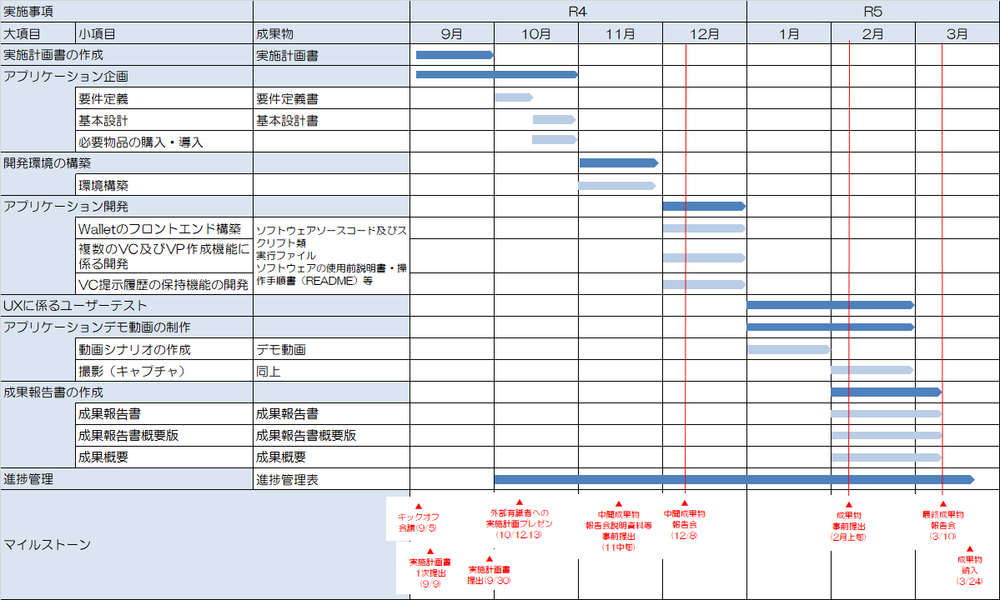 実施事項
R4
R5
大項目
小項目
成果物
9月
10月
11月
12月
1月
2月
3月
実施計画書の作成
実施計画書
アプリケーション企画
要件定義
要件定義書
基本設計
基本設計書
必要物品の購入・導入
開発環境の構築
環境構築
アプリケーション開発
Walletのフロントエンド構築
複数のVC及びVP作成機能に
係る開発
VC提示履歴の保持機能の開発
ソフトウェアソースコード及びス
クリプト類
実行ファイル
ソフトウェアの使用前説明書・操
作手順書（README）等
UXに係るユーザーテスト
アプリケーションデモ動画の制作
動画シナリオの作成
デモ動画
撮影（キャプチャ）
同上
成果報告書の作成
成果報告書
成果報告書
成果報告書概要版
成果報告書概要版
成果概要
成果概要
進捗管理
進捗管理表
マイルストーン
▲
キックオフ
会議(9/5)
▲
外部有識者への
実施計画プレゼン
(10/12,13)
▲
中間成果物
報告会説明資料等
事前提出
(11中旬)
▲
中間成果物
報告会
(12/8)
▲
成果物
事前提出
(2月上旬)
▲
最終成果物
報告会
(3/10)
▲
実施計画書
1次提出
(9/9)
▲
実施計画書
提出(9/30)
▲
成果物
納入
(3/24)